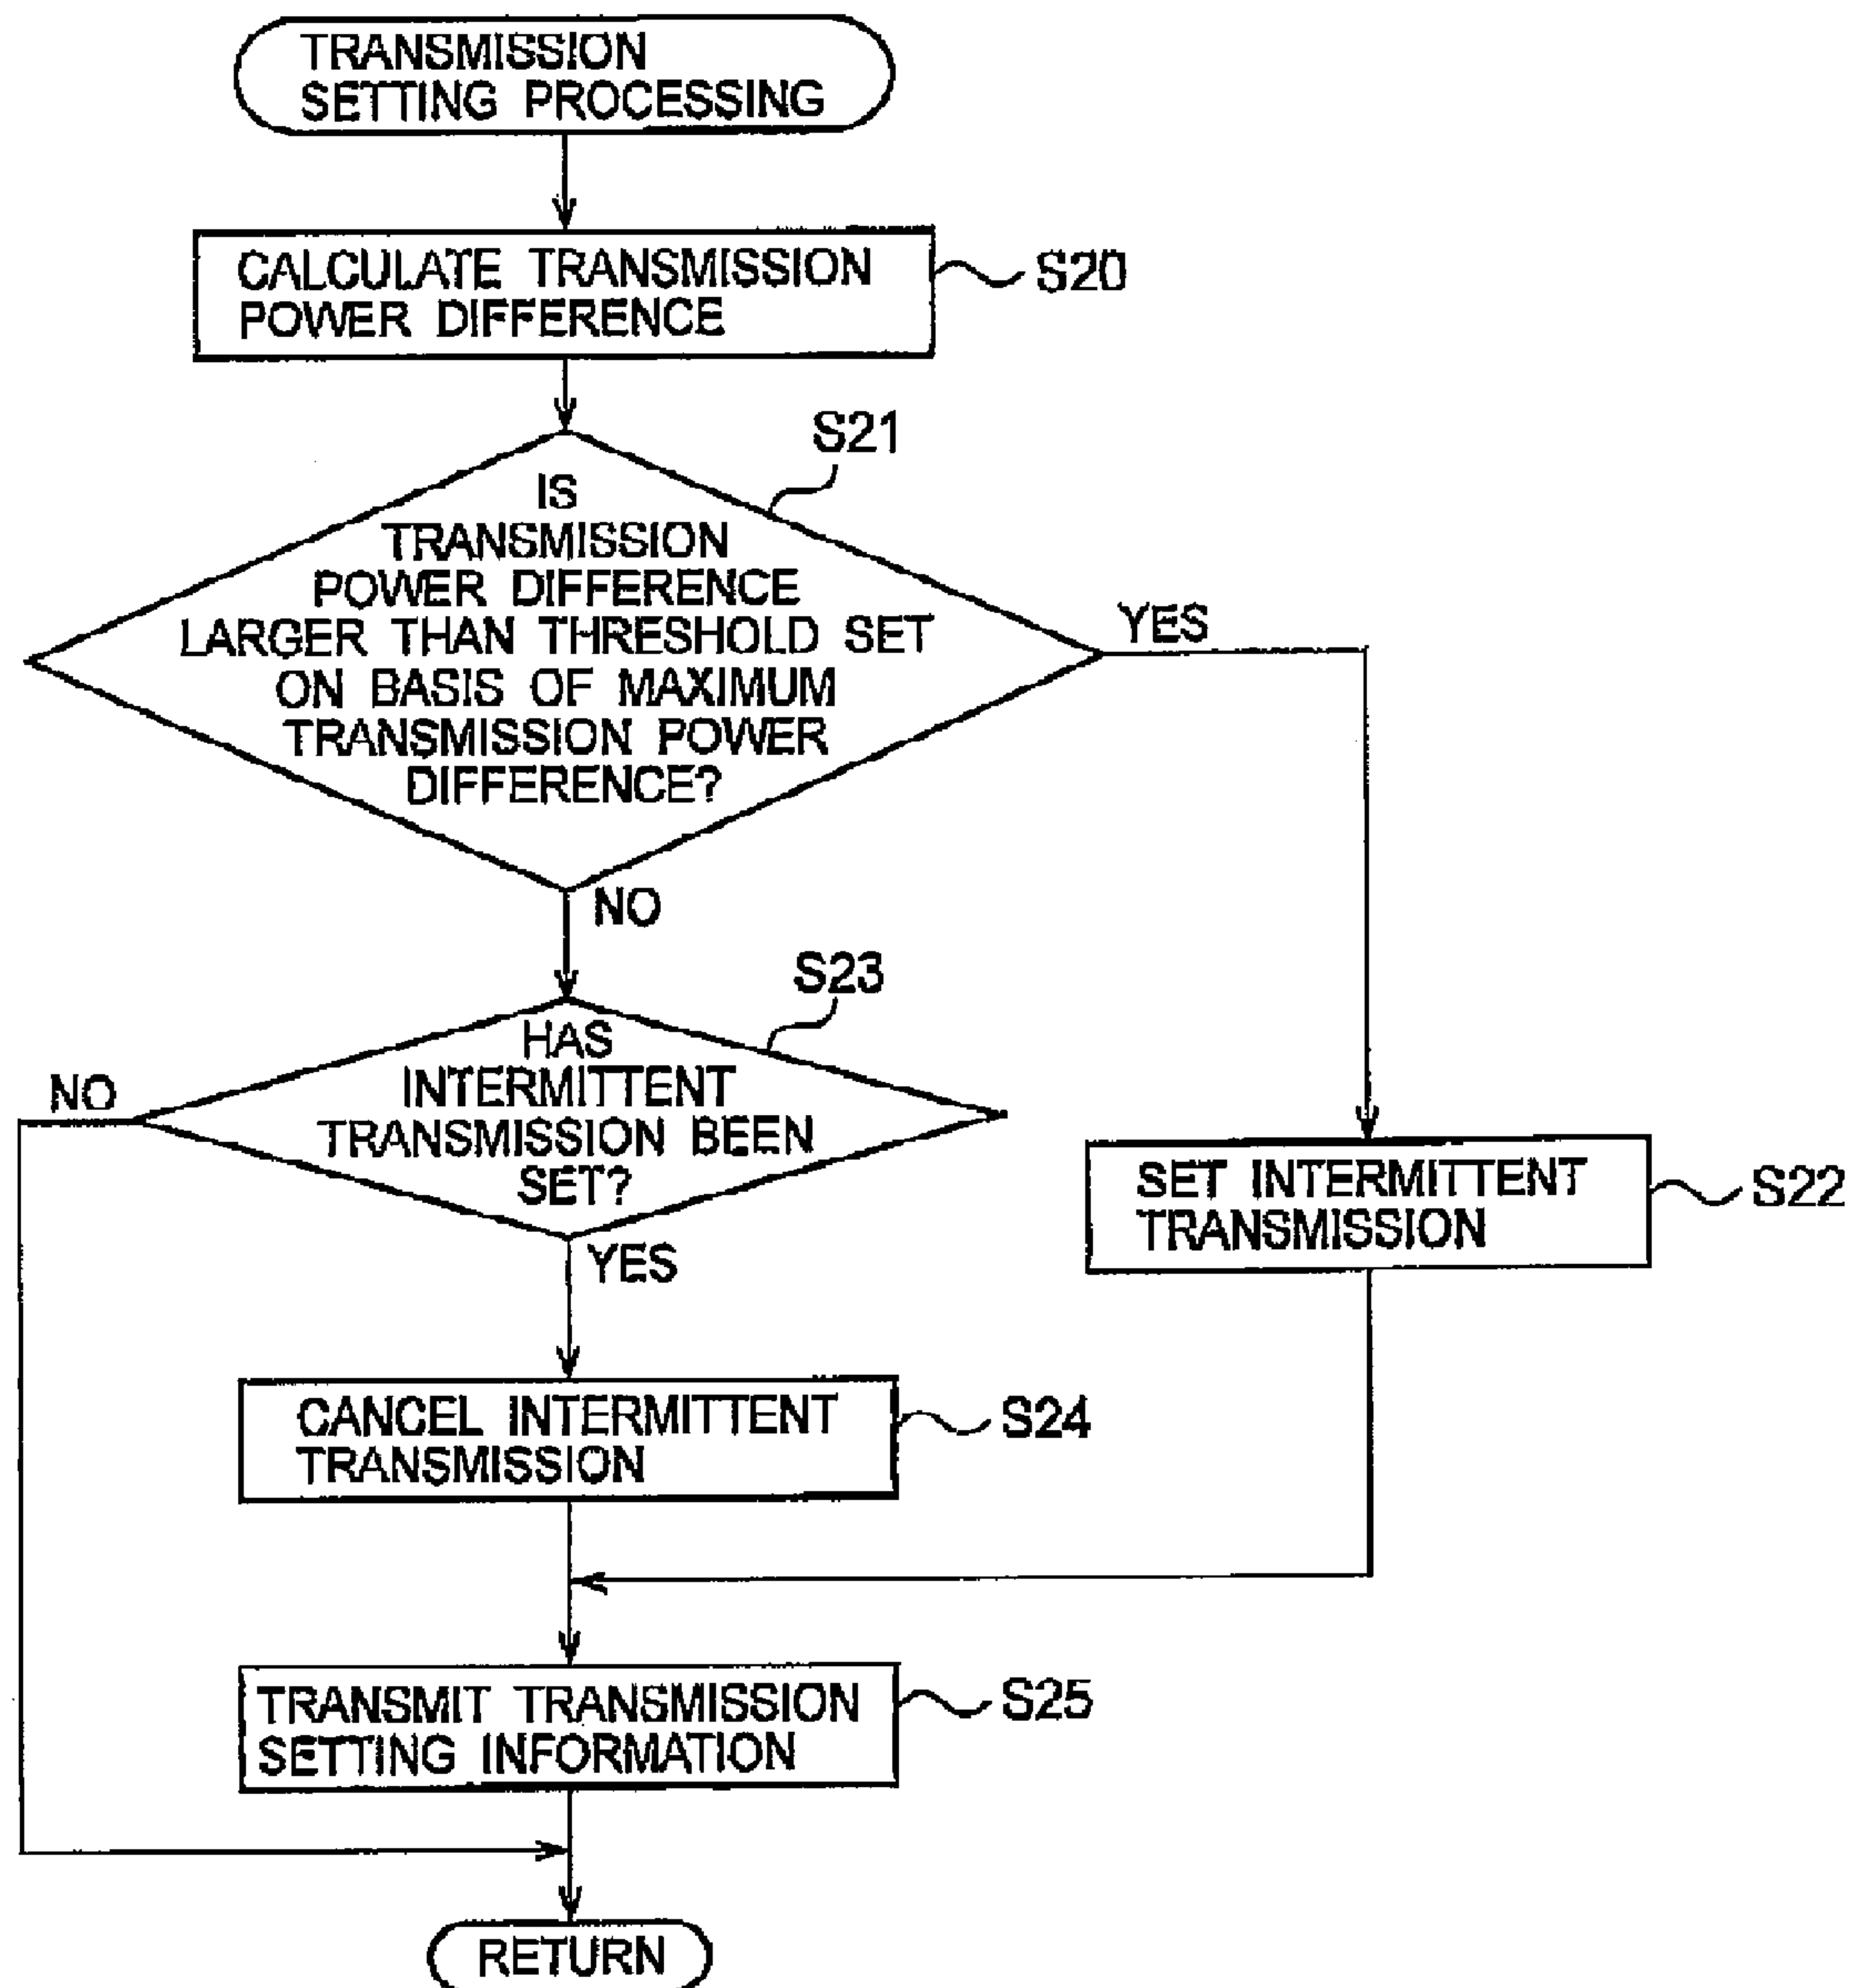 TRANSMISSION
SETTING PROCESSING
CALCULATE TRANSMISSION
POWER DIFFERENCE
S20
S21
IS
TRANSMISSION
POWER DIFFERENCE
LARGER THAN THRESHOLD SET
ON BASIS OF MAXIMUM
TRANSMISSION POWER
DIFFERENCE?
YES
NO
S23
HAS
INTERMITTENT
TRANSMISSION BEEN
SET?
NO
YES
SET INTERMITTENT
TRANSMISSION
S22
CANCEL INTERMITTENT
TRANSMISSION
S24
TRANSMIT TRANSMISSION
SETTING INFORMATION
S25
RETURN